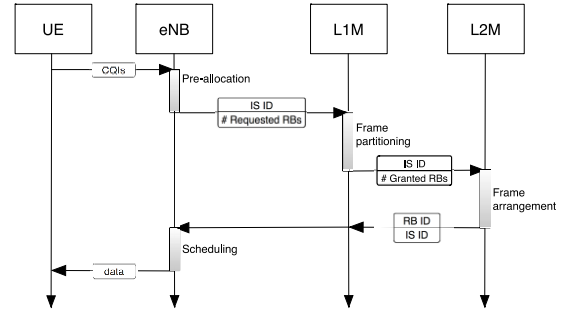 UE
eNB
L1M
L2M
CQIs
Pre-allocation
IS ID
# Requested RBs
Frame
partitioning
IS ID
# Granted RBs
Frame
arrangement
RB ID
IS ID
Scheduling
data